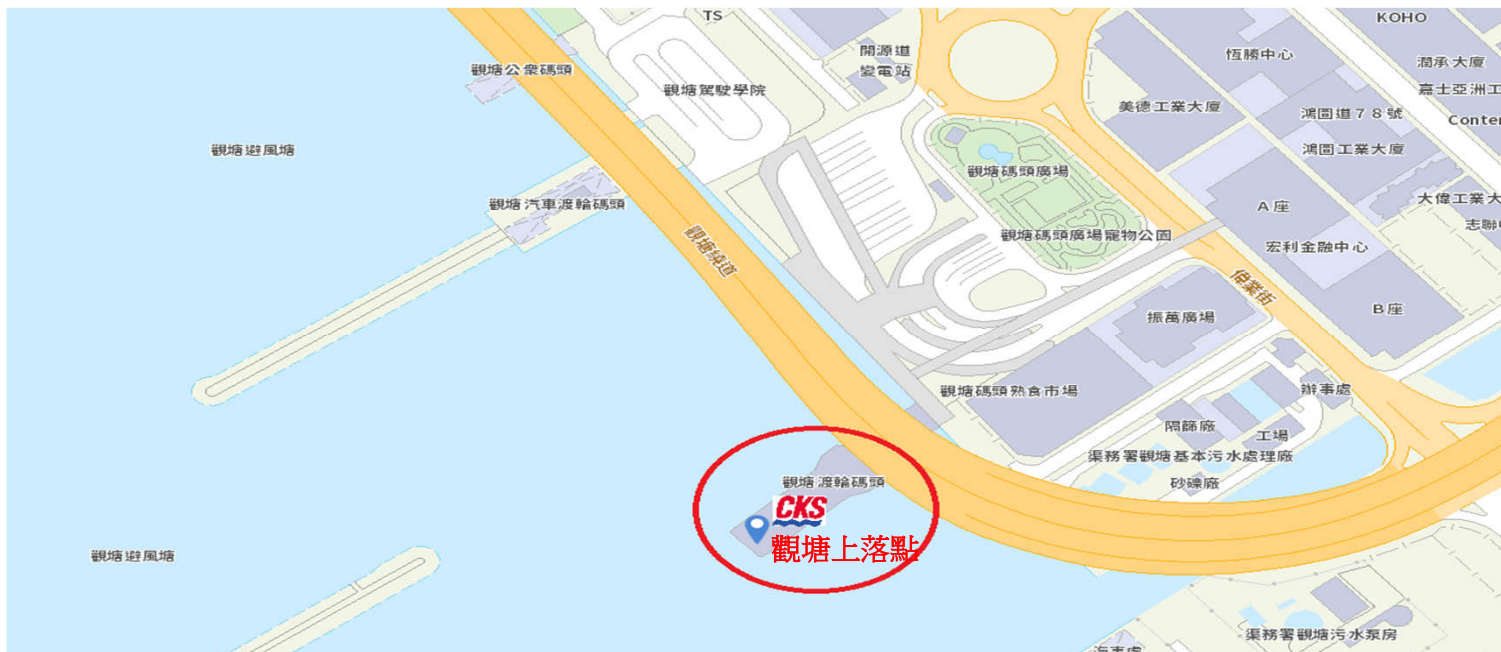 TS
KOHO
開源道
變電站
恆勝中心
潤承大廈
觀塘公衆碼頭
觀塘駕駛學院
嘉士亞洲工
美德工業大廈
鴻圖道78號
Conter
觀塘避風塘
鴻圖工業大廈
觀塘碼頭廣場
觀塘汽車渡輪碼頭
A座
大偉工業大
志聯
觀塘繞道
觀塘碼頭廣場寵物公園
宏利金融中心
偉業街
B座
振萬廣場
觀塘碼頭熟食市場
辦事處
隔篩廠
工場
渠務署觀塘基本污水處理廠
觀塘渡輪碼頭
砂礫廠
CKS
觀塘上落點
觀塘避風塘
渠務署觀塘污水泵房
海事處